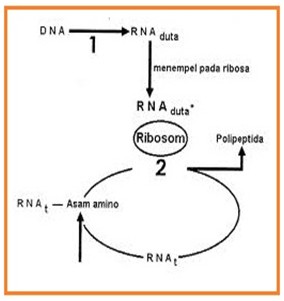 DNA 1 RNA duta
menempel pada ribosa
RNA duta*
Ribosom
Polipeptida
2
RNA t — Asam amino
RNA t